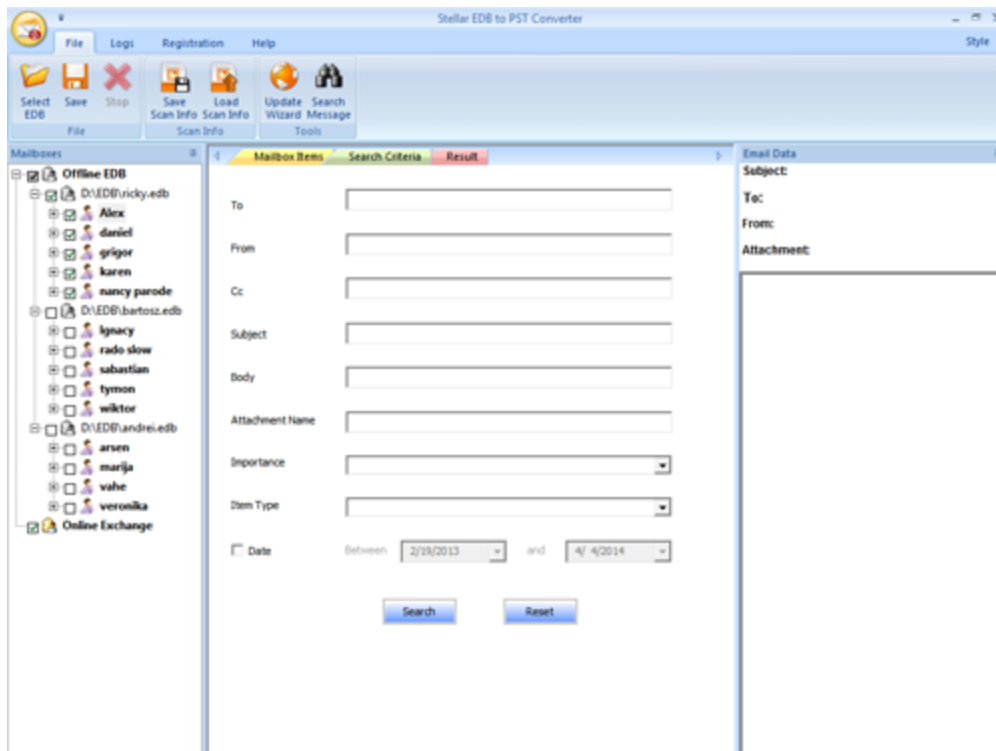 Stellar EDB to PST Converter
File Logs Registration Help Style
Select EDB Save Stop Save Scan Info Load Scan Info Update Wizard Search Message
File Scan Info Tools
Mailboxes
Offline EDB
D:\EDB\ricky.edb
Alex
daniel
grigor
karen
nancy parode
D:\EDB\bartosz.edb
Ignacy
rado slow
sabastian
tymon
wiktor
D:\EDB\andrei.edb
arsen
marija
vahe
veronika
Online Exchange
Mailbox Items Search Criteria Result
To
From
Cc
Subject
Body
Attachment Name
Importance
Item Type
Date Between 2/19/2013 and 4/ 4/2014
Search Reset
Email Data
Subject:
To:
From:
Attachment: